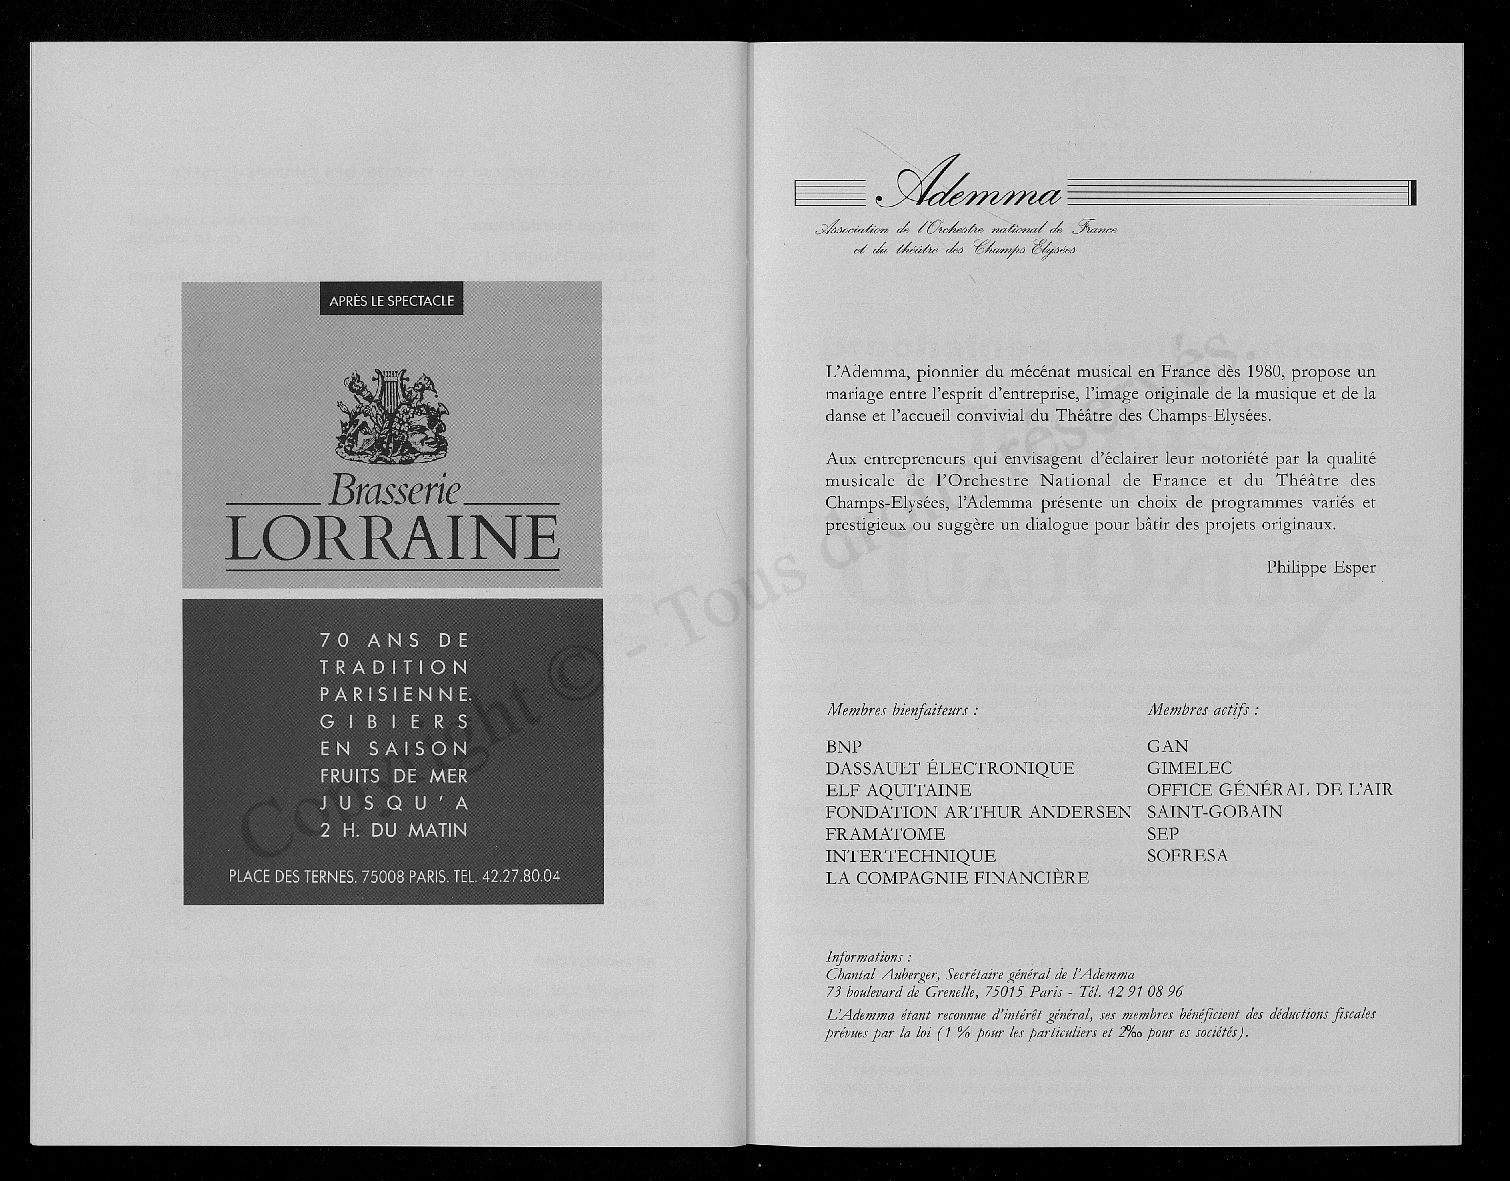 APRÈS LE SPECTACLE
Brasserie
LORRAINE
70 ANS DE
TRADITION
PARISIENNE.
GIBIERS
EN SAISON
FRUITS DE MER
JUSQU'A
2 H. DU MATIN
PLACE DES TERNES. 75008 PARIS. TEL. 42.27.80.04
Copyright © - Tous droits réservés.
Ademma
Association de l'Orchestre national de France
et du théâtre des Champs Elysées
L'Ademma, pionnier du mécénat musical en France dès 1980, propose un
mariage entre l'esprit d'entreprise, l'image originale de la musique et de la
danse et l'accueil convivial du Théâtre des Champs-Elysées.
Aux entrepreneurs qui envisagent d'éclairer leur notoriété par la qualité
musicale de l'Orchestre National de France et du Théâtre des
Champs-Elysées, l'Ademma présente un choix de programmes variés et
prestigieux ou suggère un dialogue pour bâtir des projets originaux.
Philippe Esper
Membres bienfaiteurs :
BNP
DASSAULT ÉLECTRONIQUE
ELF AQUITAINE
FONDATION ARTHUR ANDERSEN
FRAMATOME
INTERTECHNIQUE
LA COMPAGNIE FINANCIÈRE
Membres actifs :
GAN
GIMELEC
OFFICE GÉNÉRAL DE L'AIR
SAINT-GOBAIN
SEP
SOFRESA
Informations :
Chantal Auberger, Secrétaire général de l'Ademma
73 boulevard de Grenelle, 75015 Paris - Tél. 42 91 08 96
L'Ademma étant reconnue d'intérêt général, ses membres bénéficient des déductions fiscales
prévues par la loi (1 % pour les particuliers et 2‰ pour es sociétés).